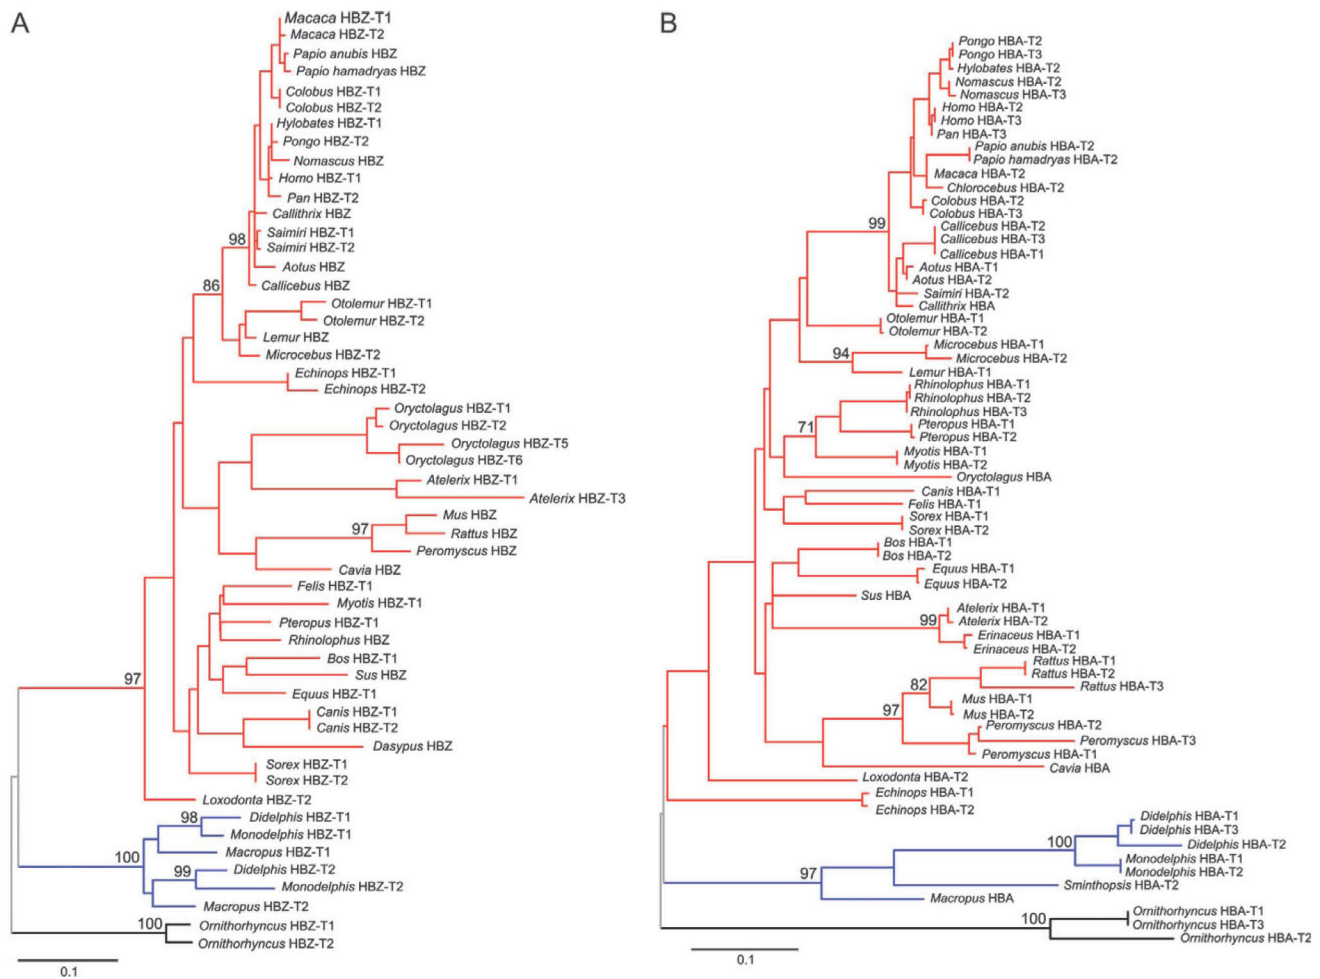 A
Macaca HBZ-T1
Macaca HBZ-T2
Papio anubis HBZ
Papio hamadryas HBZ
Colobus HBZ-T1
Colobus HBZ-T2
Hylobates HBZ-T1
Pongo HBZ-T2
Nomascus HBZ
Homo HBZ-T1
Pan HBZ-T2
Callithrix HBZ
Saimiri HBZ-T1
98
Saimiri HBZ-T2
Aotus HBZ
Callicebus HBZ
86
Otolemur HBZ-T1
Otolemur HBZ-T2
Lemur HBZ
Microcebus HBZ-T2
Echinops HBZ-T1
Echinops HBZ-T2
Oryctolagus HBZ-T1
Oryctolagus HBZ-T2
Oryctolagus HBZ-T5
Oryctolagus HBZ-T6
Atelerix HBZ-T1
Atelerix HBZ-T3
Mus HBZ
97
Rattus HBZ
Peromyscus HBZ
Cavia HBZ
Felis HBZ-T1
Myotis HBZ-T1
Pteropus HBZ-T1
Rhinolophus HBZ
Bos HBZ-T1
Sus HBZ
97
Equus HBZ-T1
Canis HBZ-T1
Canis HBZ-T2
Dasypus HBZ
Sorex HBZ-T1
Sorex HBZ-T2
Loxodonta HBZ-T2
98
Didelphis HBZ-T1
Monodelphis HBZ-T1
100
Macropus HBZ-T1
99
Didelphis HBZ-T2
Monodelphis HBZ-T2
Macropus HBZ-T2
100
Ornithorhyncus HBZ-T1
Ornithorhyncus HBZ-T2
0.1
B
Pongo HBA-T2
Pongo HBA-T3
Hylobates HBA-T2
Nomascus HBA-T2
Nomascus HBA-T3
Homo HBA-T2
Homo HBA-T3
Pan HBA-T3
Papio anubis HBA-T2
Papio hamadryas HBA-T2
Macaca HBA-T2
Chlorocebus HBA-T2
Colobus HBA-T2
Colobus HBA-T3
99
Callicebus HBA-T2
Callicebus HBA-T3
Callicebus HBA-T1
Aotus HBA-T1
Aotus HBA-T2
Saimiri HBA-T2
Callithrix HBA
Otolemur HBA-T1
Otolemur HBA-T2
94
Microcebus HBA-T1
Microcebus HBA-T2
Lemur HBA-T1
Rhinolophus HBA-T1
Rhinolophus HBA-T2
Rhinolophus HBA-T3
71
Pteropus HBA-T1
Pteropus HBA-T2
Myotis HBA-T1
Myotis HBA-T2
Oryctolagus HBA
Canis HBA-T1
Felis HBA-T1
Sorex HBA-T1
Sorex HBA-T2
Bos HBA-T1
Bos HBA-T2
Equus HBA-T1
Equus HBA-T2
Sus HBA
Atelerix HBA-T1
99
Atelerix HBA-T2
Erinaceus HBA-T1
Erinaceus HBA-T2
Rattus HBA-T1
Rattus HBA-T2
82
Rattus HBA-T3
Mus HBA-T1
97
Mus HBA-T2
Peromyscus HBA-T2
Peromyscus HBA-T3
Peromyscus HBA-T1
Cavia HBA
Loxodonta HBA-T2
Echinops HBA-T1
Echinops HBA-T2
Didelphis HBA-T1
Didelphis HBA-T3
100
Didelphis HBA-T2
Monodelphis HBA-T1
Monodelphis HBA-T2
97
Sminthopsis HBA-T2
Macropus HBA
100
Ornithorhyncus HBA-T1
Ornithorhyncus HBA-T3
Ornithorhyncus HBA-T2
0.1